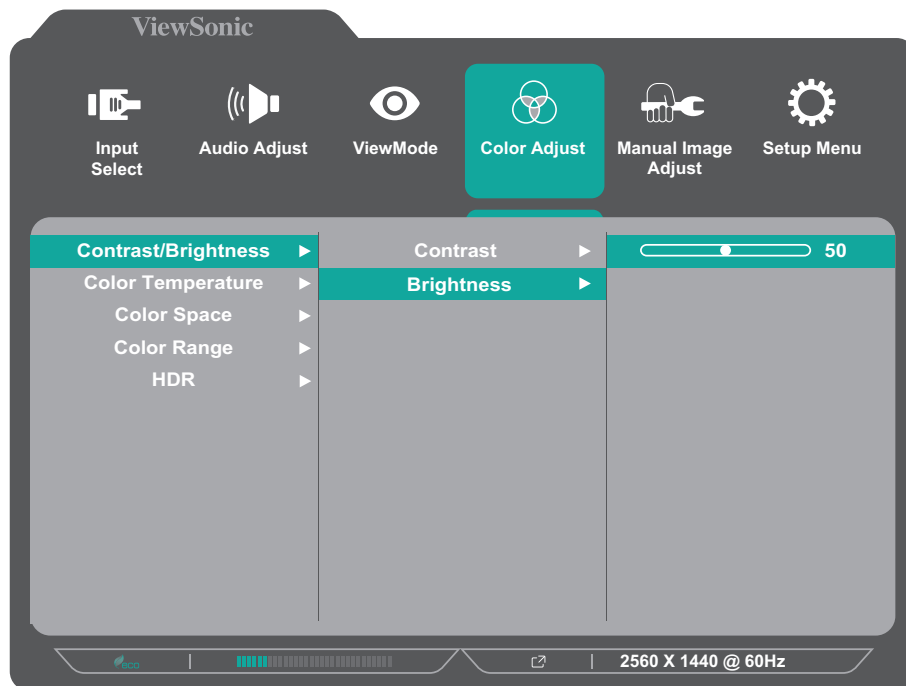 ViewSonic
Input
Select
Audio Adjust
ViewMode
Color Adjust
Manual Image
Adjust
Setup Menu
Contrast/Brightness
Color Temperature
Color Space
Color Range
HDR
Contrast
Brightness
50
eco
2560 X 1440 @ 60Hz